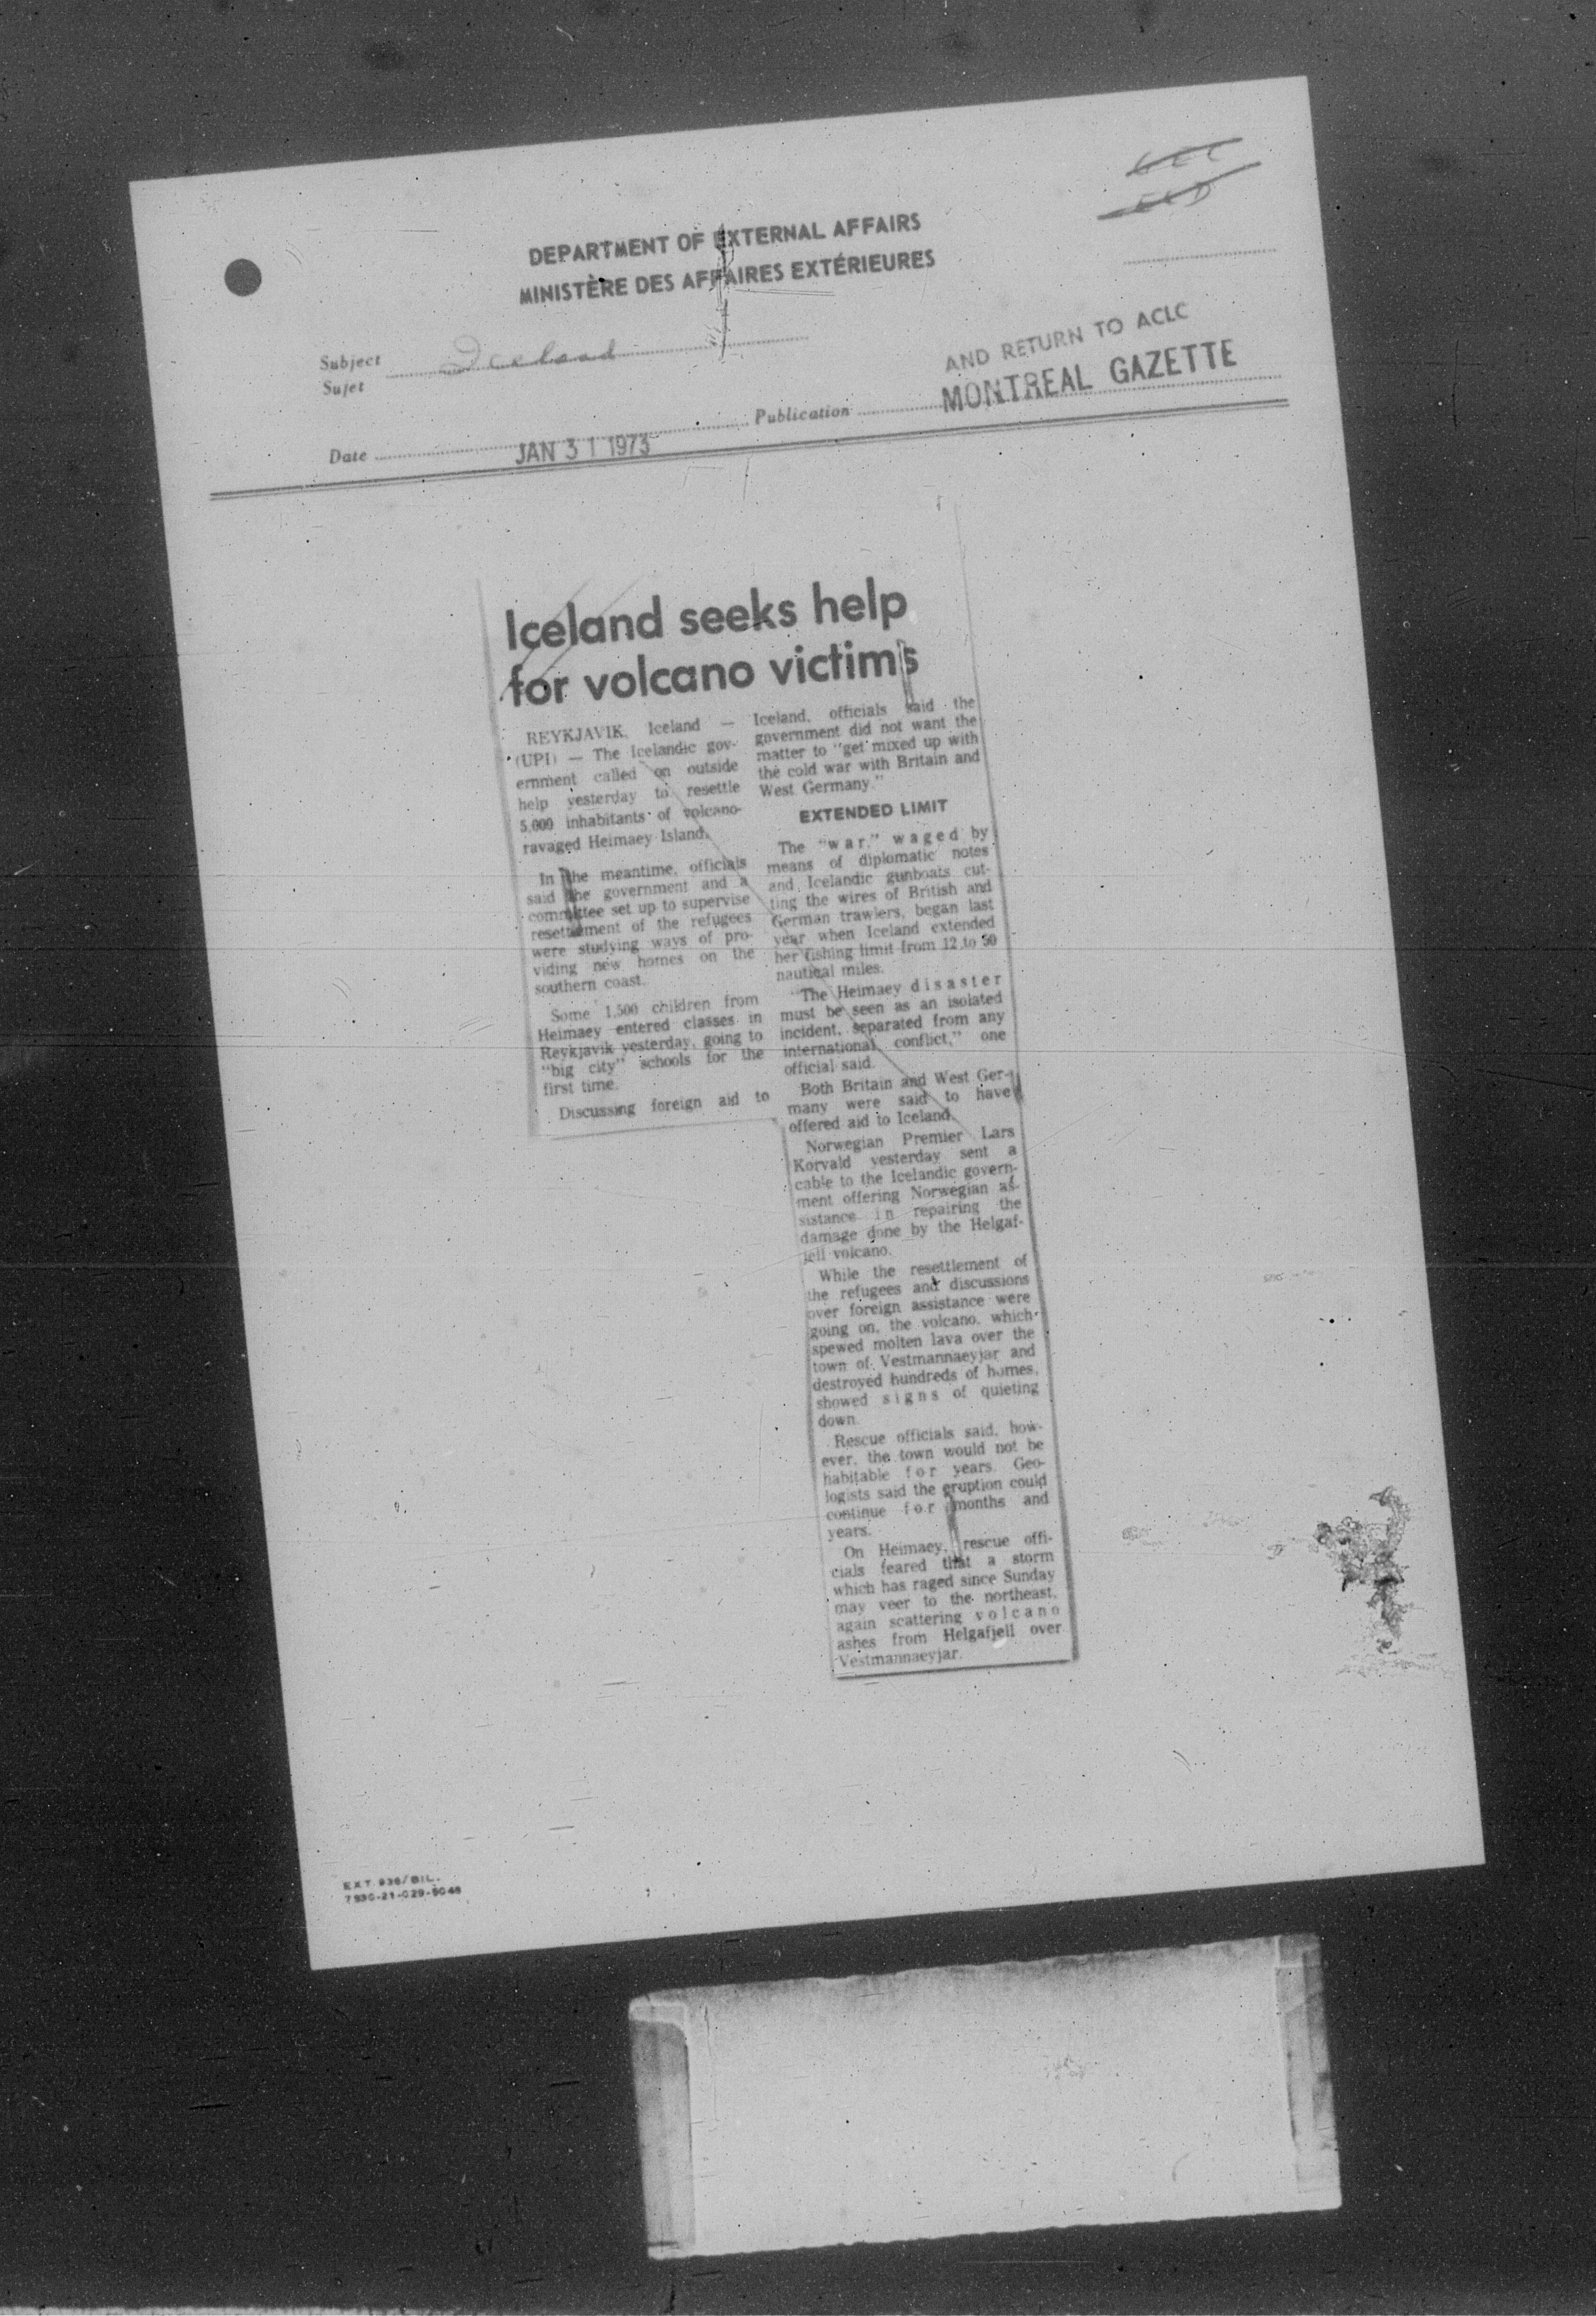 DEPARTMENT OF EXTERNAL AFFAIRS
MINISTÈRE DES AFFAIRES EXTÉRIEURES
Subject Iceland
Sujet
AND RETURN TO ACLC
Publication MONTREAL GAZETTE
Date JAN 31 1973
Iceland seeks help
for volcano victims
REYKJAVIK, Iceland —
(UPI) — The Icelandic gov-
ernment called on outside
help yesterday to resettle
5,000 inhabitants of volcano-
ravaged Heimaey Island.
In the meantime, officials
said the government and a
committee set up to supervise
resettlement of the refugees
were studying ways of pro-
viding new homes on the
southern coast.
Some 1,500 children from
Heimaey entered classes in
Reykjavik yesterday, going to
"big city" schools for the
first time.
Discussing foreign aid to
Iceland, officials said the
government did not want the
matter to "get mixed up with
the cold war with Britain and
West Germany."
EXTENDED LIMIT
The "war," waged by
means of diplomatic notes
and Icelandic gunboats cut-
ting the wires of British and
German trawlers, began last
year when Iceland extended
her fishing limit from 12 to 50
nautical miles.
"The Heimaey disaster
must be seen as an isolated
incident, separated from any
international conflict," one
official said.
Both Britain and West Ger-
many were said to have
offered aid to Iceland.
Norwegian Premier Lars
Korvald yesterday sent a
cable to the Icelandic govern-
ment offering Norwegian as-
sistance in repairing the
damage done by the Helgaf-
jell volcano.
While the resettlement of
the refugees and discussions
over foreign assistance were
going on, the volcano, which
spewed molten lava over the
town of Vestmannaeyjar and
destroyed hundreds of homes,
showed signs of quieting
down.
Rescue officials said, how-
ever, the town would not be
habitable for years. Geo-
logists said the eruption could
continue for months and
years.
On Heimaey, rescue offi-
cials feared that a storm
which has raged since Sunday
may veer to the northeast,
again scattering volcano
ashes from Helgafjell over
Vestmannaeyjar.
EXT 936/BIL.
7530-21-029-5046